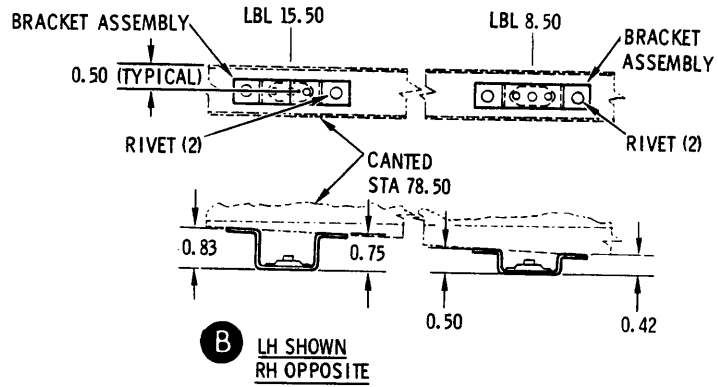 LBL 15.50
LBL 8.50
BRACKET ASSEMBLY
BRACKET
ASSEMBLY
0.50 (TYPICAL)
RIVET (2)
RIVET (2)
CANTED
STA 78.50
0.83
0.75
0.50
0.42
B
LH SHOWN
RH OPPOSITE